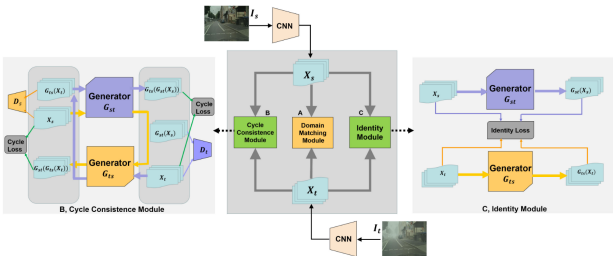 I_s
CNN
X_s
B
A
C
Cycle
Consistence
Module
Domain
Matching
Module
Identity
Module
X_t
CNN
I_t
D_s
G_ts(X_t)
X_s
Cycle
Loss
G_st(G_ts(X_s))
Generator
G_st
Generator
G_ts
G_ts(G_st(X_s))
Cycle
Loss
G_st(X_s)
D_t
X_t
B, Cycle Consistence Module
X_s
Generator
G_st
G_st(X_s)
Identity Loss
X_t
Generator
G_ts
G_ts(X_t)
C, Identity Module